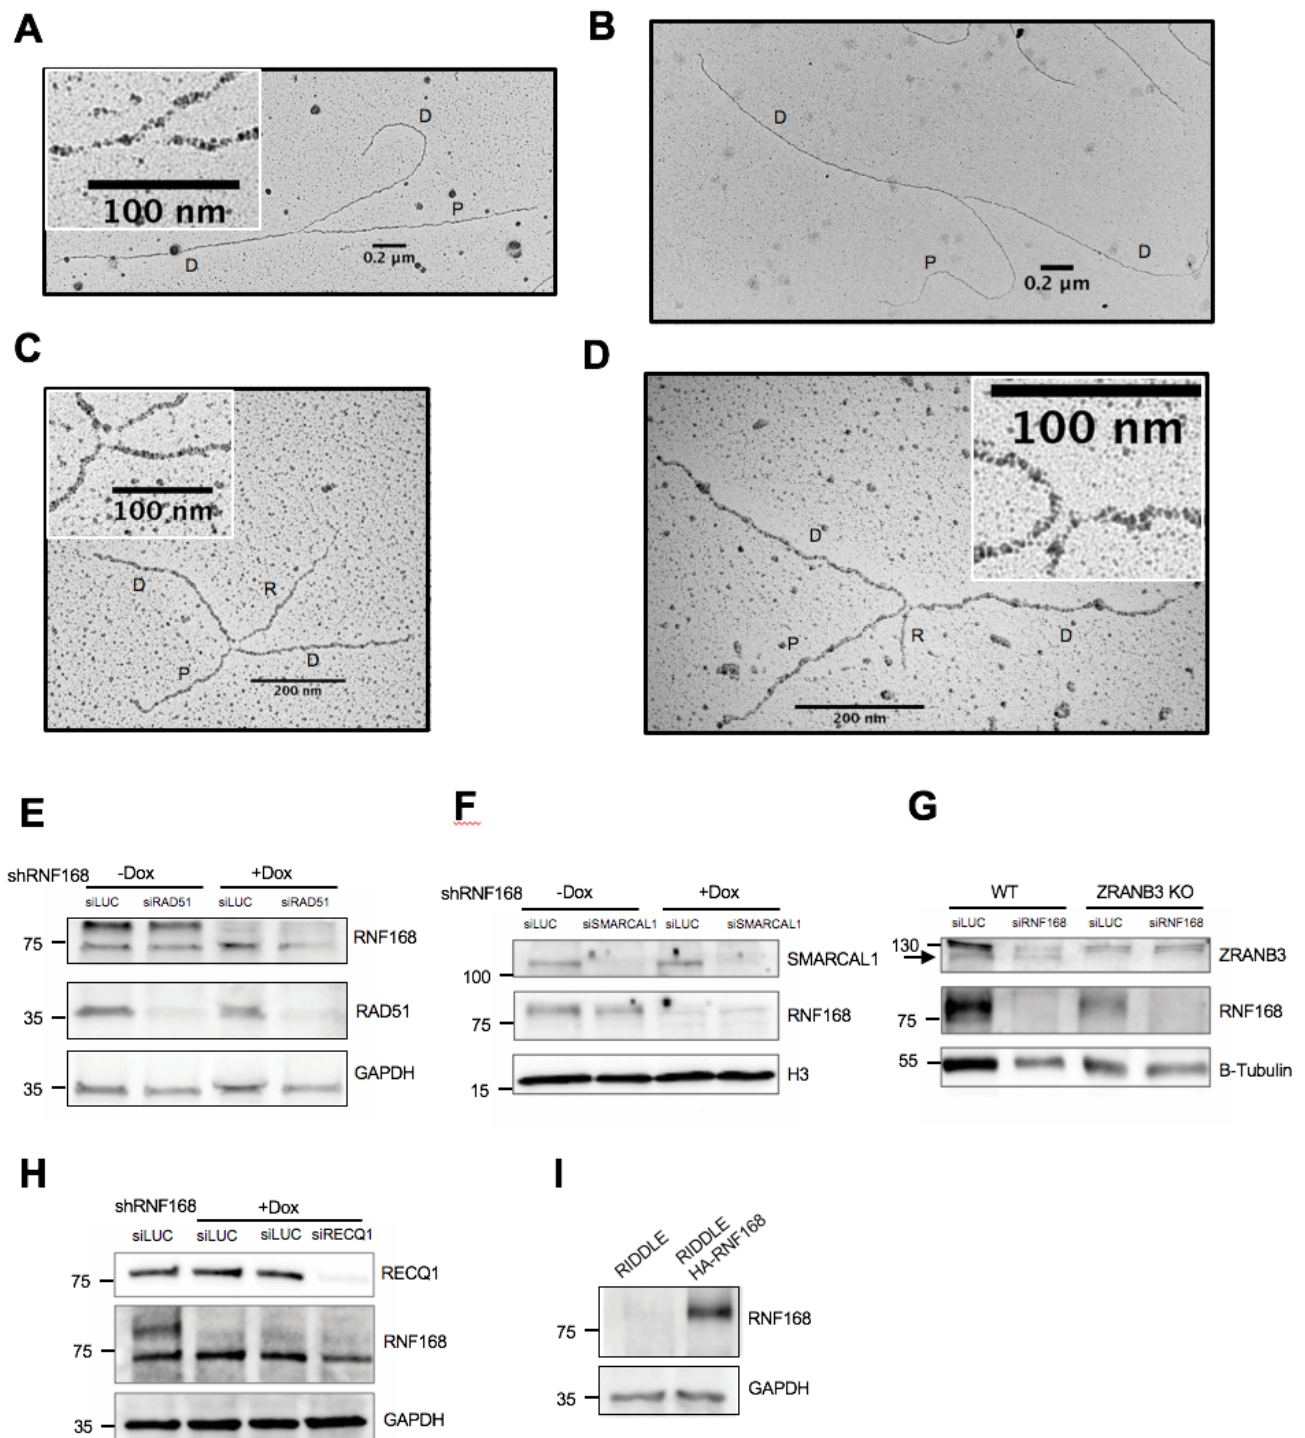 A
B
100 nm
D
P
D
0.2 µm
D
D
P
0.2 µm
C
D
100 nm
D
R
D
P
200 nm
100 nm
D
P
R
D
200 nm
E
shRNF168 -Dox +Dox
siLUC siRAD51 siLUC siRAD51
75 RNF168
35 RAD51
35 GAPDH
F
shRNF168 -Dox +Dox
siLUC siSMARCAL1 siLUC siSMARCAL1
100 SMARCAL1
75 RNF168
15 H3
G
WT ZRANB3 KO
siLUC siRNF168 siLUC siRNF168
130 ZRANB3
75 RNF168
55 B-Tubulin
H
shRNF168 +Dox
siLUC siLUC siLUC siRECQ1
75 RECQ1
75 RNF168
35 GAPDH
I
RIDDLE
RIDDLE
HA-RNF168
75 RNF168
35 GAPDH